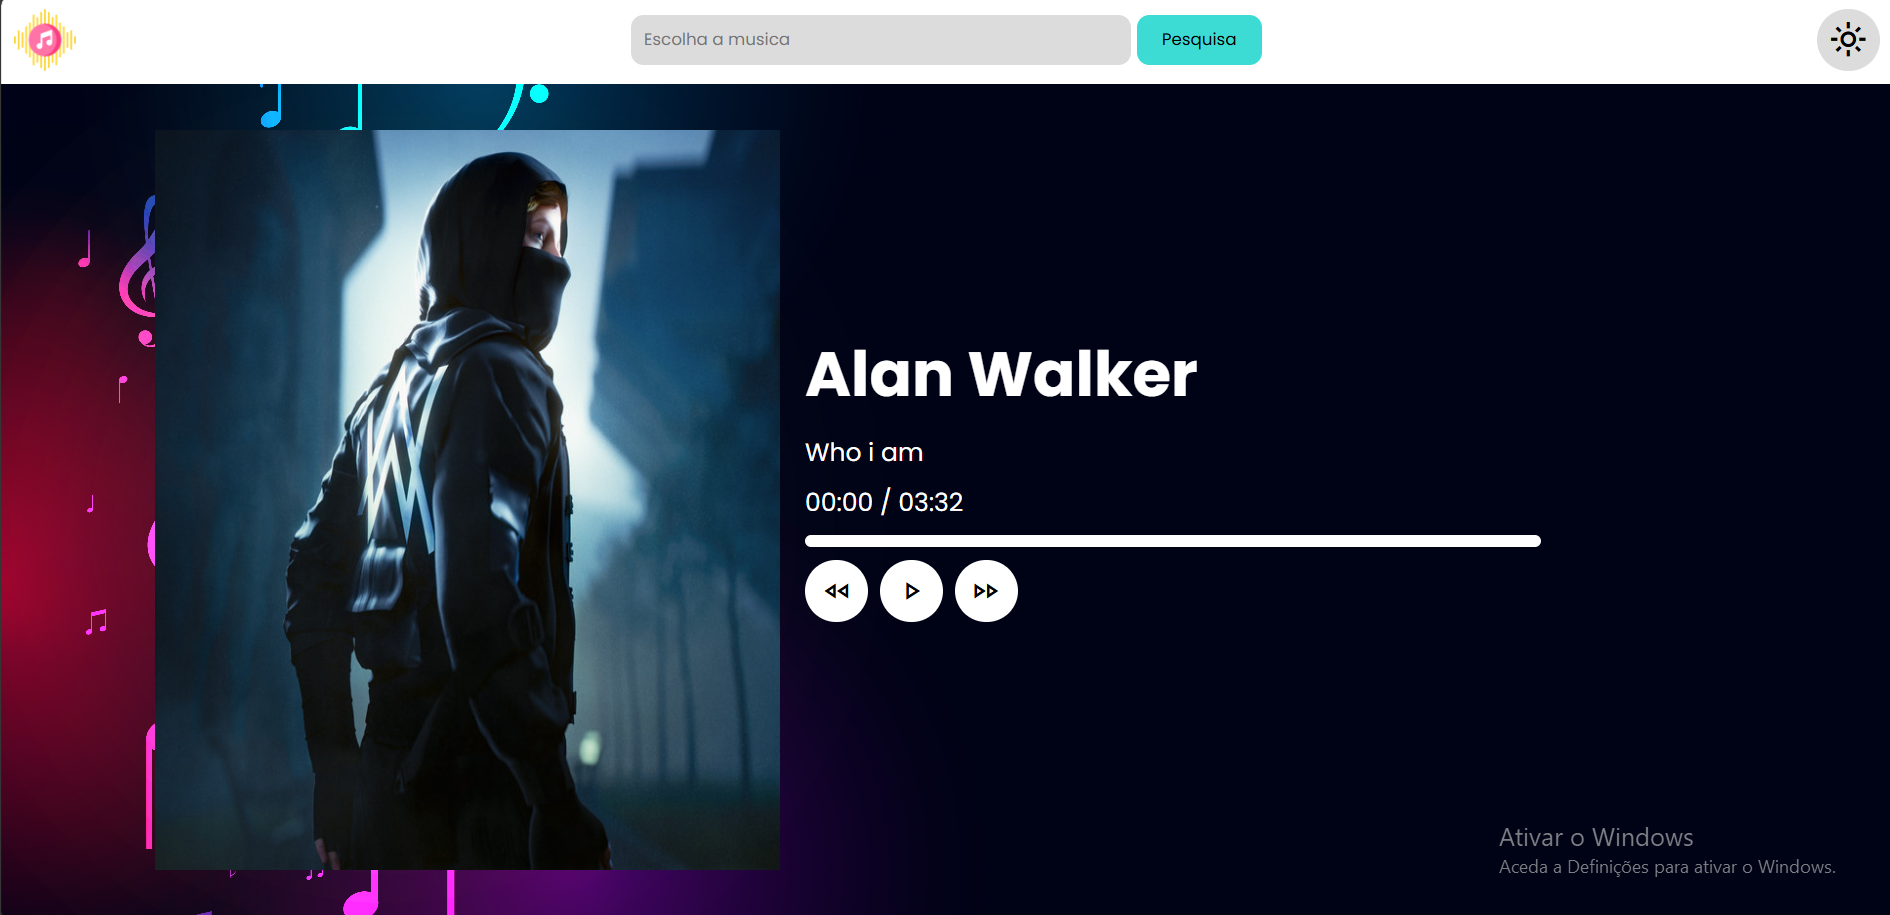 Escolha a musica
Pesquisa
Alan Walker
Who i am
00:00 / 03:32
Ativar o Windows
Aceda a Definições para ativar o Windows.